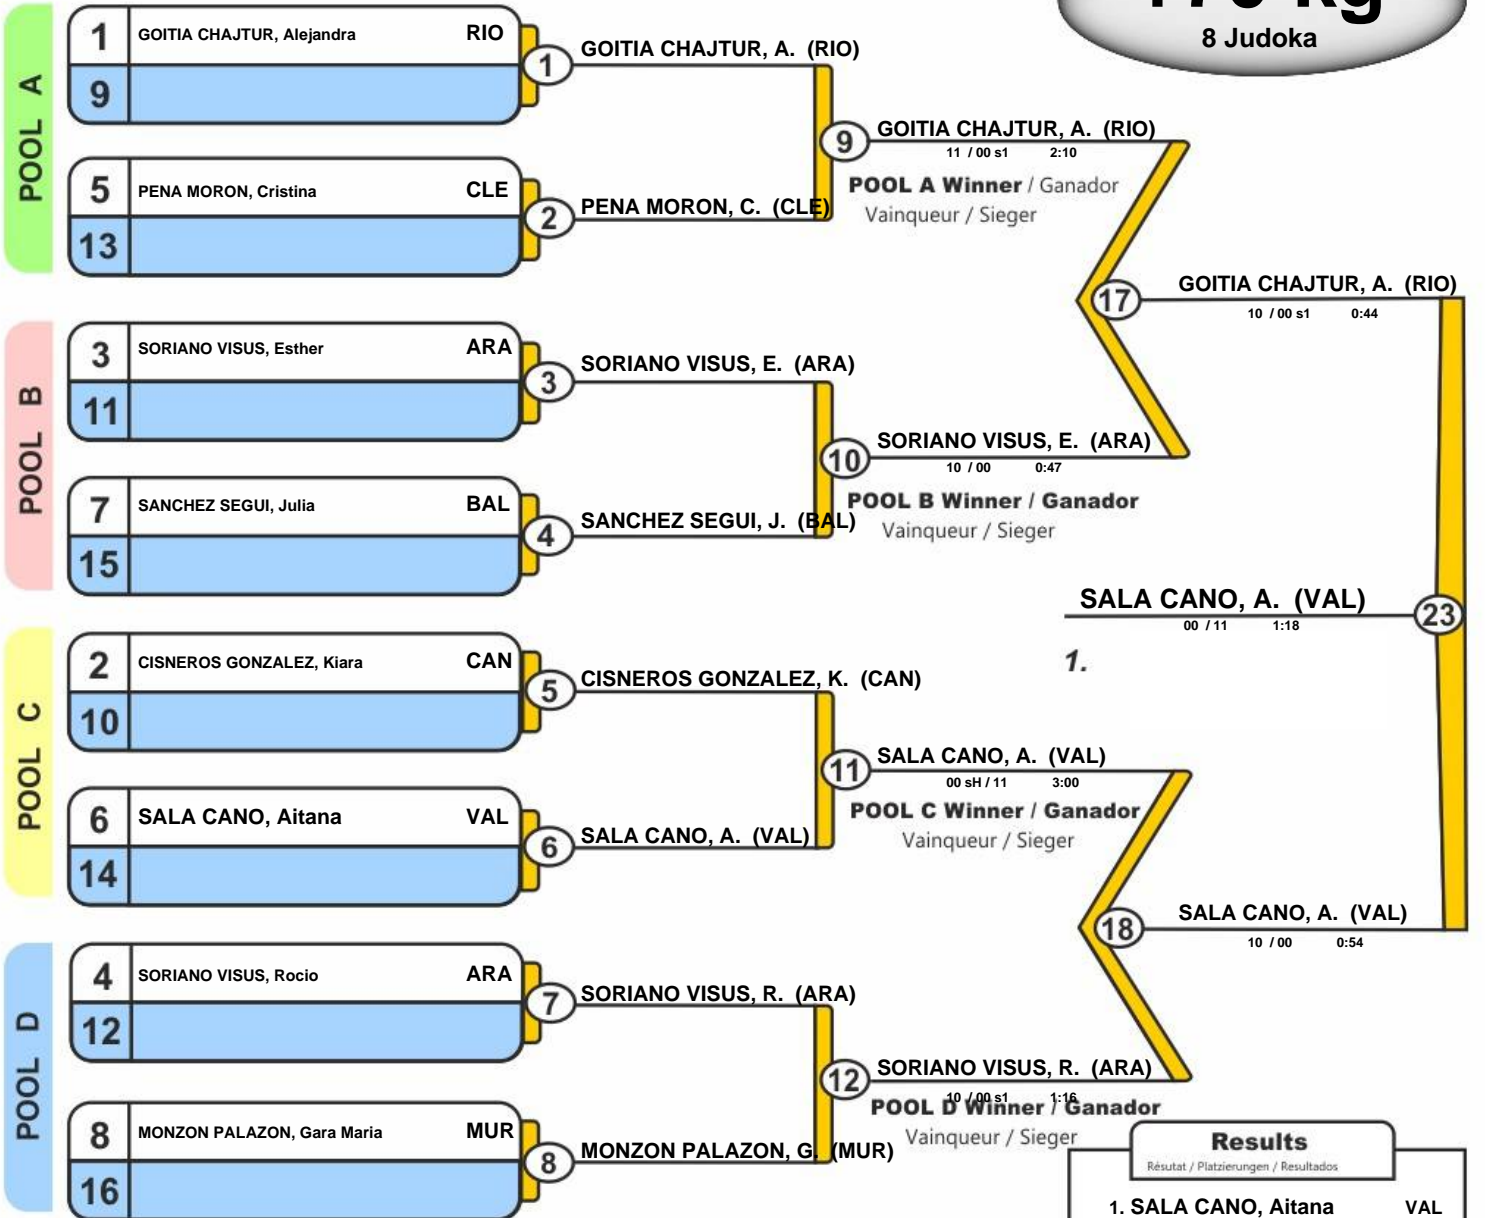 8 Judoka
POOL A
1 GOITIA CHAJTUR, Alejandra RIO
9
1 GOITIA CHAJTUR, A. (RIO)
5 PENA MORON, Cristina CLE
13
2 PENA MORON, C. (CLE)
9 GOITIA CHAJTUR, A. (RIO)
11 / 00 s1 2:10
POOL A Winner / Ganador
Vainqueur / Sieger
17 GOITIA CHAJTUR, A. (RIO)
10 / 00 s1 0:44
POOL B
3 SORIANO VISUS, Esther ARA
11
3 SORIANO VISUS, E. (ARA)
7 SANCHEZ SEGUI, Julia BAL
15
4 SANCHEZ SEGUI, J. (BAL)
10 SORIANO VISUS, E. (ARA)
10 / 00 0:47
POOL B Winner / Ganador
Vainqueur / Sieger
SALA CANO, A. (VAL) 23
00 / 11 1:18
1.
POOL C
2 CISNEROS GONZALEZ, Kiara CAN
10
5 CISNEROS GONZALEZ, K. (CAN)
6 SALA CANO, Aitana VAL
14
6 SALA CANO, A. (VAL)
11 SALA CANO, A. (VAL)
00 sH / 11 3:00
POOL C Winner / Ganador
Vainqueur / Sieger
18 SALA CANO, A. (VAL)
10 / 00 0:54
POOL D
4 SORIANO VISUS, Rocio ARA
12
7 SORIANO VISUS, R. (ARA)
8 MONZON PALAZON, Gara Maria MUR
16
8 MONZON PALAZON, G. (MUR)
12 SORIANO VISUS, R. (ARA)
10 / 00 s1 1:16
POOL D Winner / Ganador
Vainqueur / Sieger
Results
Résutat / Platzierungen / Resultados
1. SALA CANO, Aitana VAL